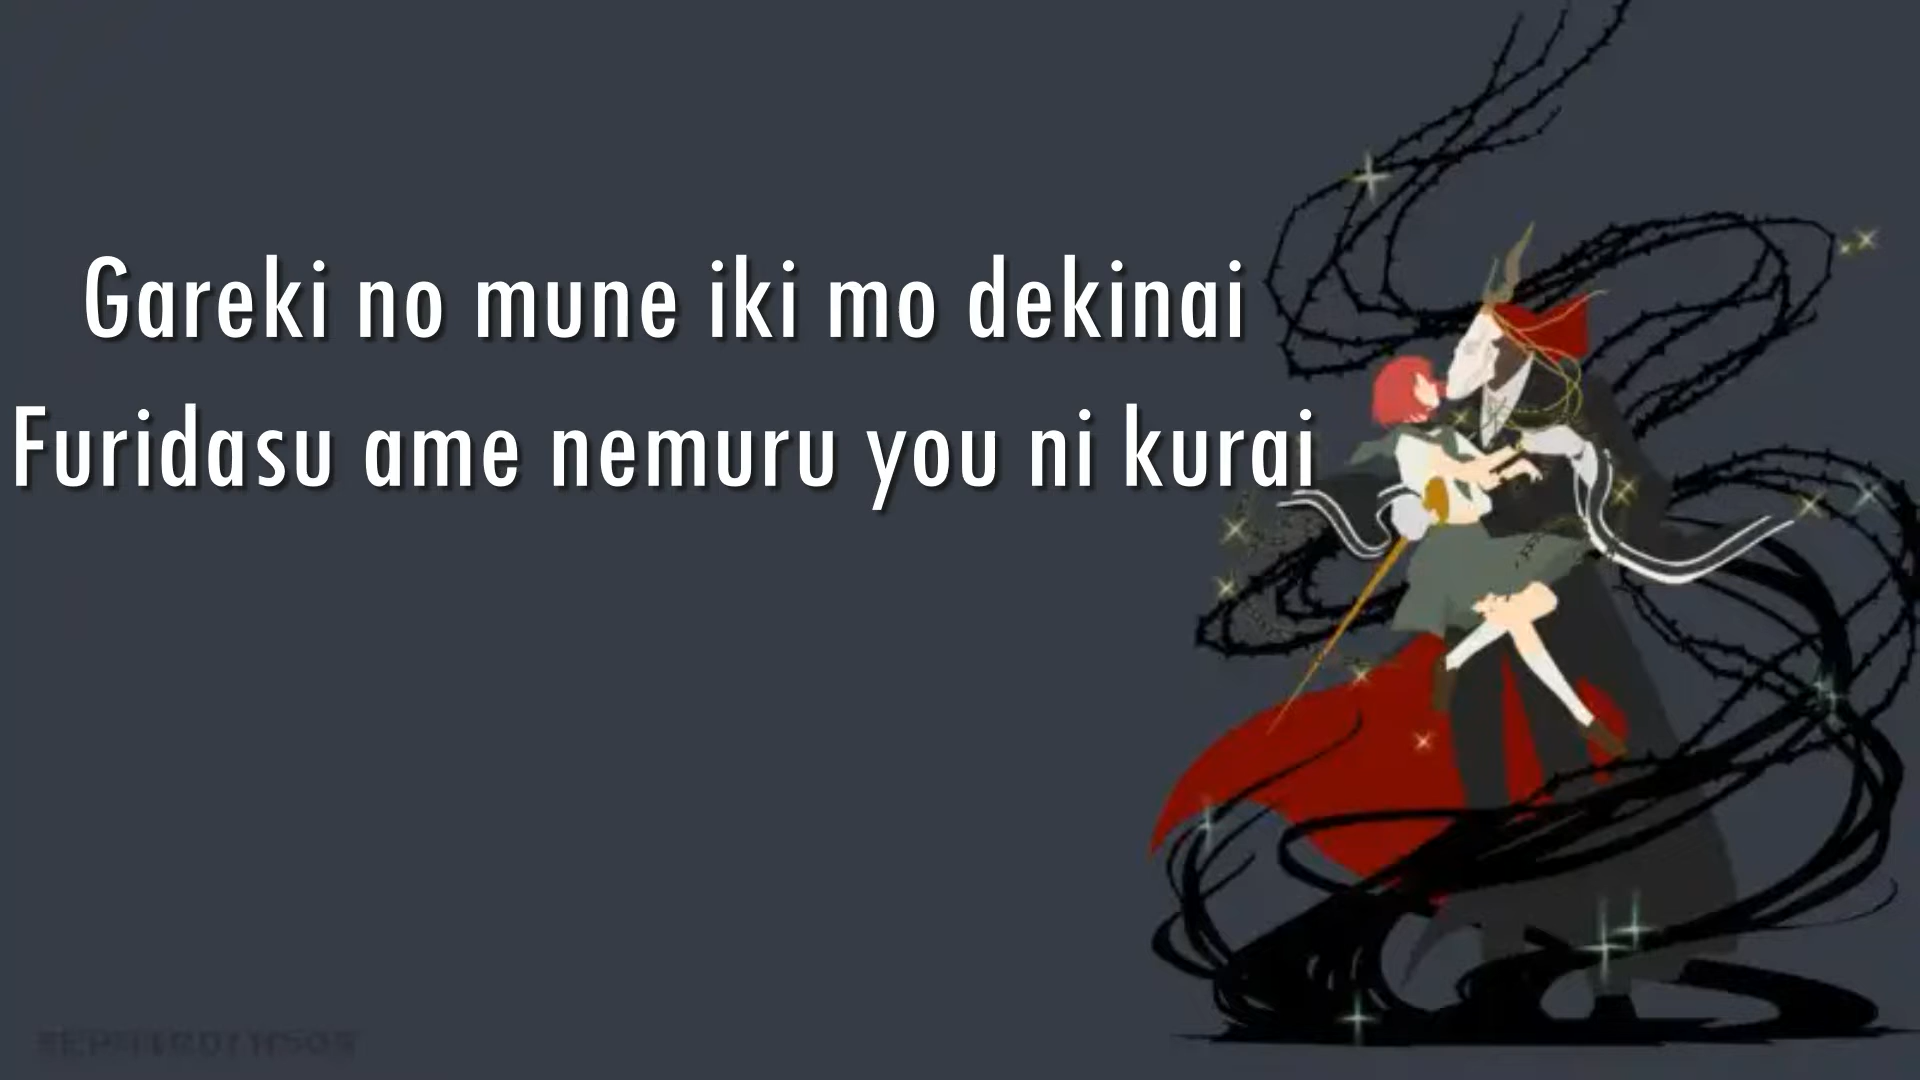 Gareki no mune iki mo dekinai
Furidasu ame nemuru you ni kurai